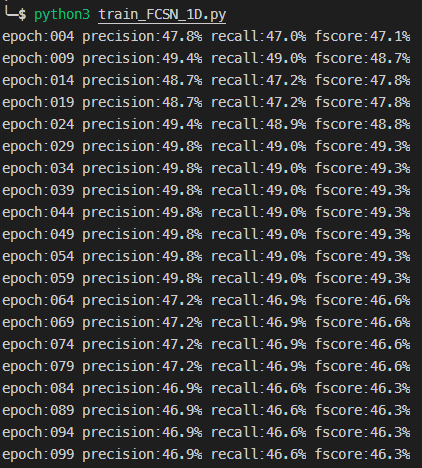 ╰─$ python3 train_FCSN_1D.py
epoch:004 precision:47.8% recall:47.0% fscore:47.1%
epoch:009 precision:49.4% recall:49.0% fscore:48.7%
epoch:014 precision:48.7% recall:47.2% fscore:47.8%
epoch:019 precision:48.7% recall:47.2% fscore:47.8%
epoch:024 precision:49.4% recall:48.9% fscore:48.8%
epoch:029 precision:49.8% recall:49.0% fscore:49.3%
epoch:034 precision:49.8% recall:49.0% fscore:49.3%
epoch:039 precision:49.8% recall:49.0% fscore:49.3%
epoch:044 precision:49.8% recall:49.0% fscore:49.3%
epoch:049 precision:49.8% recall:49.0% fscore:49.3%
epoch:054 precision:49.8% recall:49.0% fscore:49.3%
epoch:059 precision:49.8% recall:49.0% fscore:49.3%
epoch:064 precision:47.2% recall:46.9% fscore:46.6%
epoch:069 precision:47.2% recall:46.9% fscore:46.6%
epoch:074 precision:47.2% recall:46.9% fscore:46.6%
epoch:079 precision:47.2% recall:46.9% fscore:46.6%
epoch:084 precision:46.9% recall:46.6% fscore:46.3%
epoch:089 precision:46.9% recall:46.6% fscore:46.3%
epoch:094 precision:46.9% recall:46.6% fscore:46.3%
epoch:099 precision:46.9% recall:46.6% fscore:46.3%